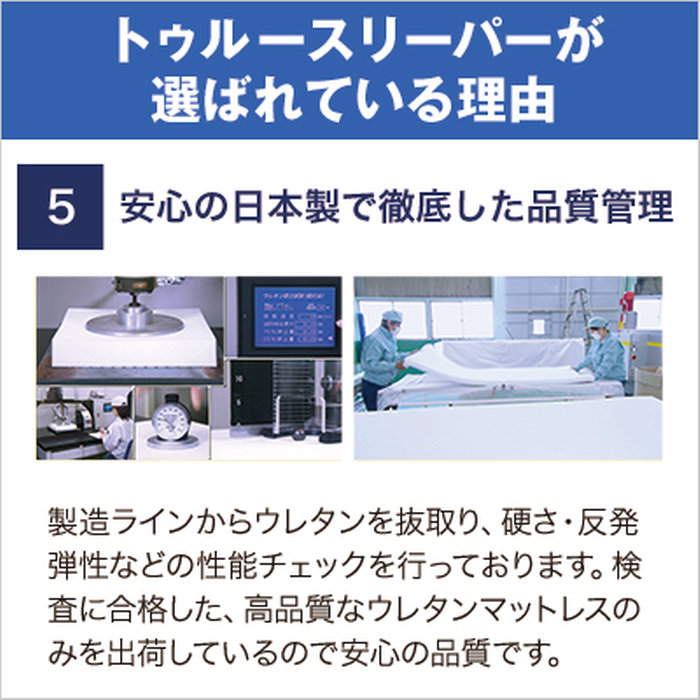 トゥルースリーパーが
選ばれている理由
5
安心の日本製で徹底した品質管理
製造ラインからウレタンを抜取り、硬さ・反発
弾性などの性能チェックを行っております。検
査に合格した、高品質なウレタンマットレスの
みを出荷しているので安心の品質です。